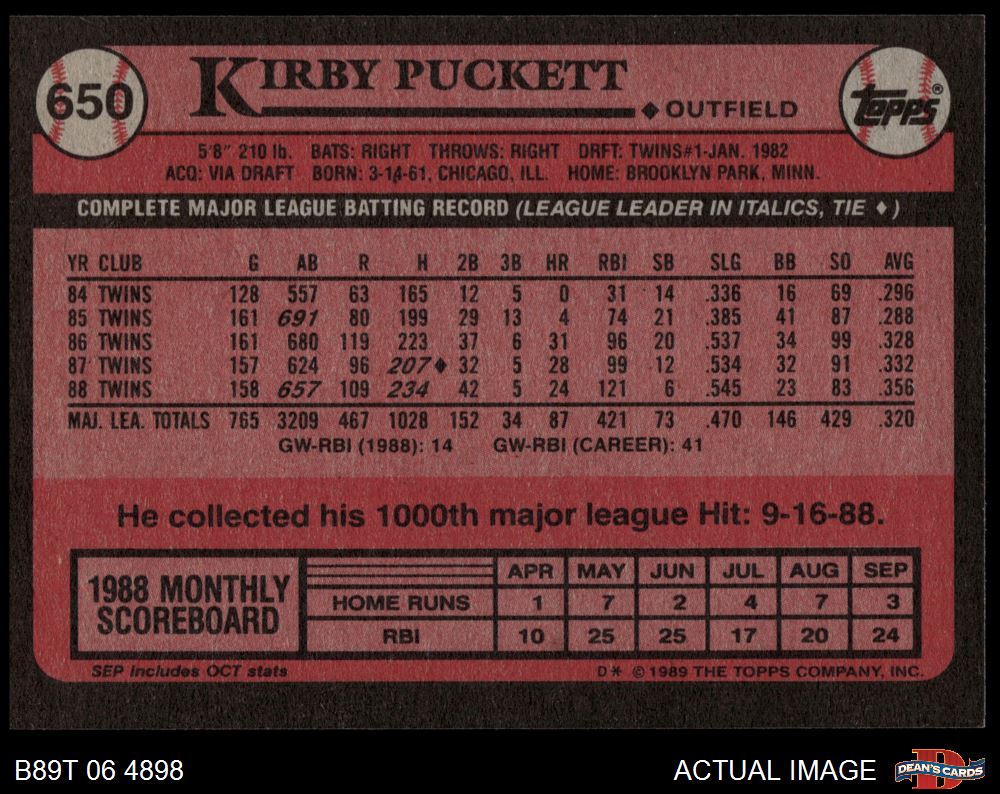 650
KIRBY PUCKETT
◆ OUTFIELD
topps®
5'8" 210 lb. BATS: RIGHT THROWS: RIGHT DRFT: TWINS#1-JAN. 1982
ACQ: VIA DRAFT BORN: 3-14-61, CHICAGO, ILL. HOME: BROOKLYN PARK, MINN.
COMPLETE MAJOR LEAGUE BATTING RECORD (LEAGUE LEADER IN ITALICS, TIE ♦)
YR CLUB G AB R H 2B 3B HR RBI SB SLG BB SO AVG
84 TWINS 128 557 63 165 12 5 0 31 14 .336 16 69 .296
85 TWINS 161 691 80 199 29 13 4 74 21 .385 41 87 .288
86 TWINS 161 680 119 223 37 6 31 96 20 .537 34 99 .328
87 TWINS 157 624 96 207♦ 32 5 28 99 12 .534 32 91 .332
88 TWINS 158 657 109 234 42 5 24 121 6 .545 23 83 .356
MAJ. LEA. TOTALS 765 3209 467 1028 152 34 87 421 73 .470 146 429 .320
GW-RBI (1988): 14 GW-RBI (CAREER): 41
He collected his 1000th major league Hit: 9-16-88.
1988 MONTHLY
SCOREBOARD
APR MAY JUN JUL AUG SEP
HOME RUNS 1 7 2 4 7 3
RBI 10 25 25 17 20 24
SEP includes OCT stats
D* © 1989 THE TOPPS COMPANY, INC.
B89T 06 4898
ACTUAL IMAGE
DEAN'S CARDS